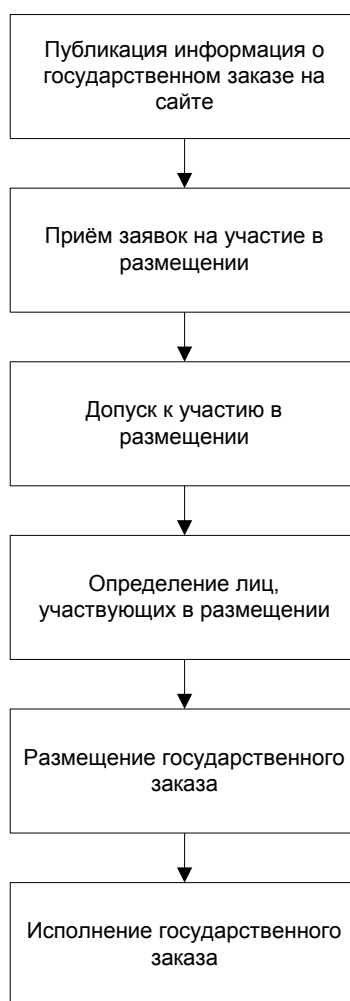 Публикация информация о
государственном заказе на
сайте
Приём заявок на участие в
размещении
Допуск к участию в
размещении
Определение лиц,
участвующих в размещении
Размещение государственного
заказа
Исполнение государственного
заказа